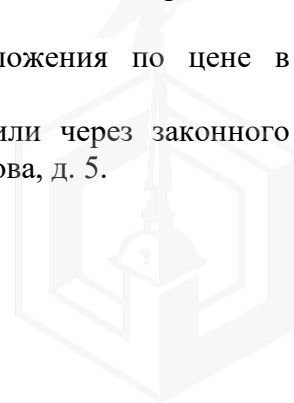 ложения по цене в
или через законного
ова, д. 5.